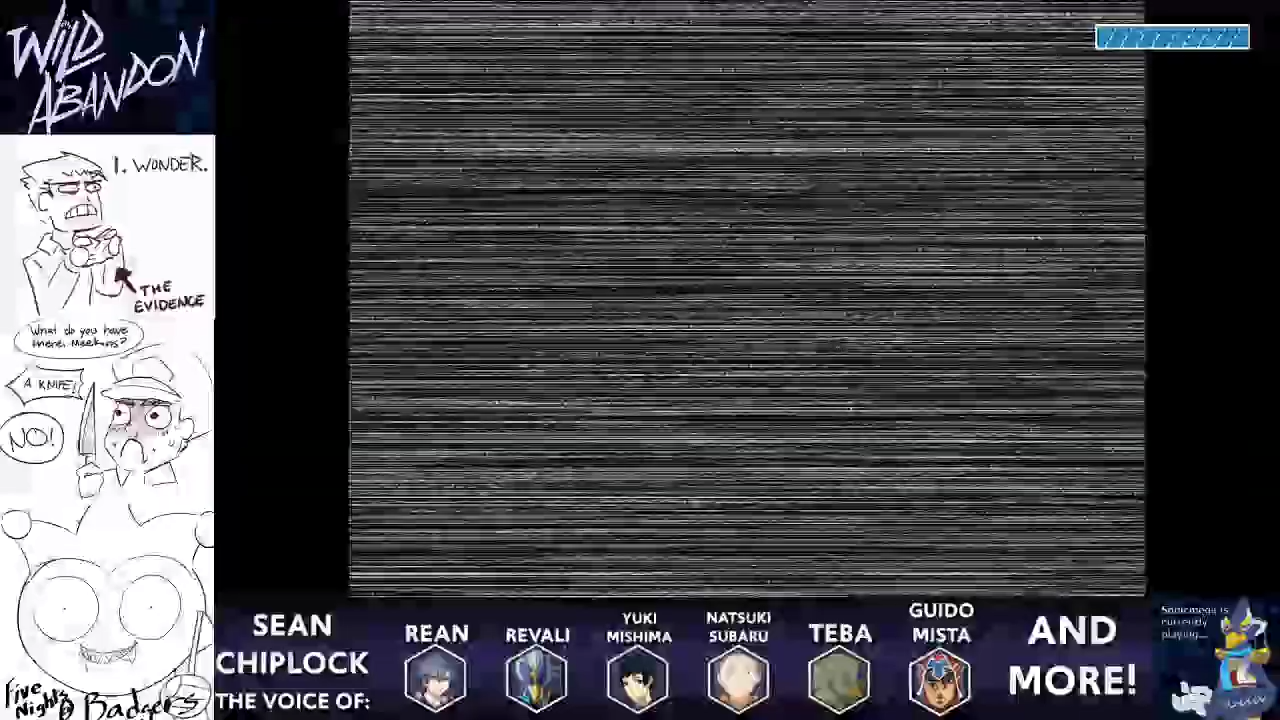 WILD
ABANDON
I. WONDER.
THE
EVIDENCE
What do you have
there, Meekins?
A KNIFE!
NO!
Five
Nights
@ Badgers
SEAN
CHIPLOCK
THE VOICE OF:
REAN
REVALI
YUKI
MISHIMA
NATSUKI
SUBARU
TEBA
GUIDO
MISTA
AND
MORE!
Sonicmega is
currently
playing...